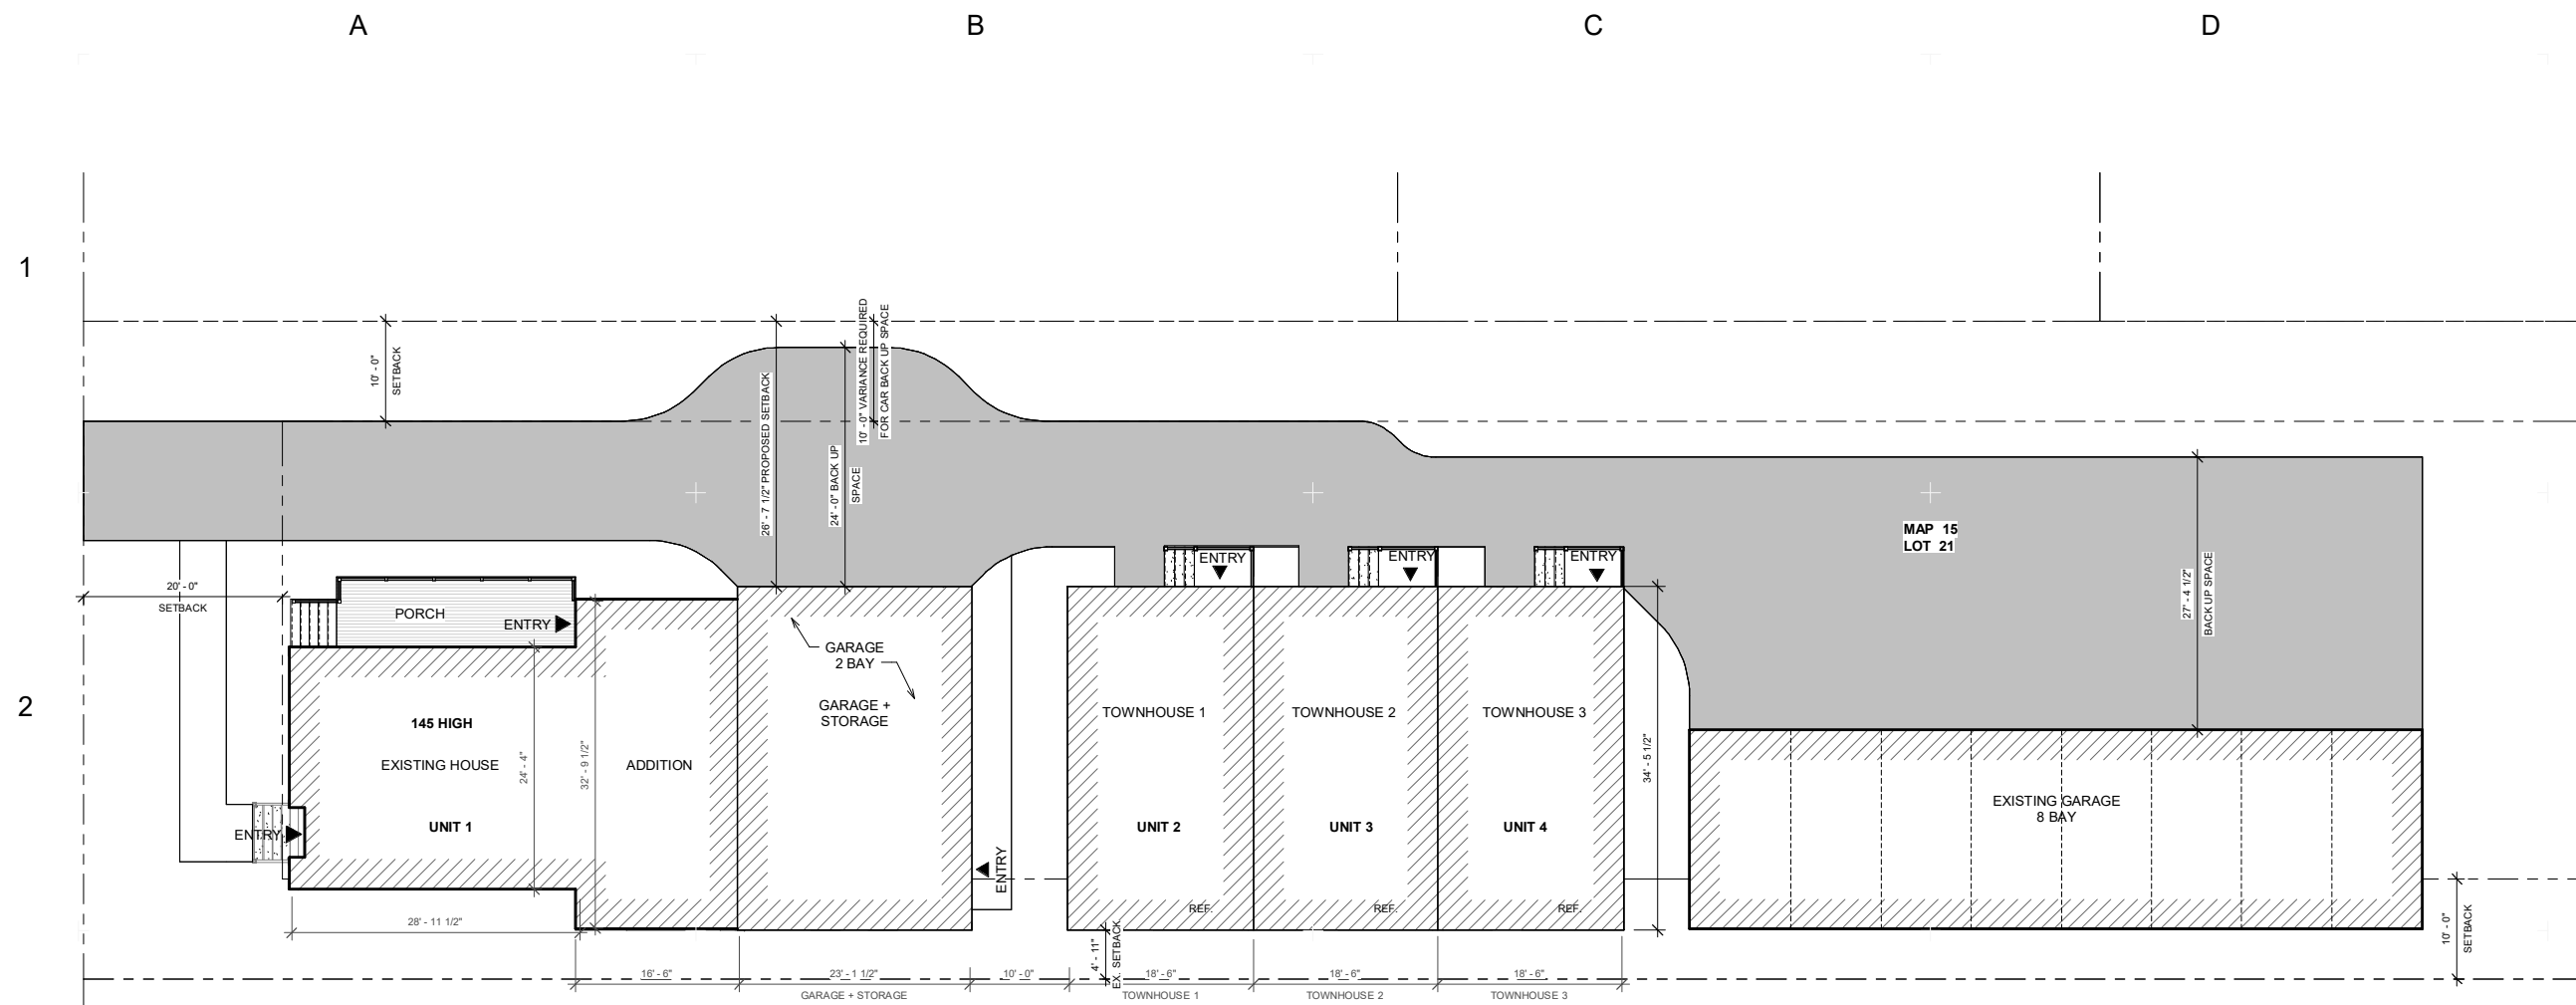 A
B
C
D
1
10' - 0"
SETBACK
26' - 7 1/2" PROPOSED SETBACK
24' - 0" BACK UP
SPACE
10' - 0" VARIANCE REQUIRED
FOR CAR BACK UP SPACE
MAP 15
LOT 21
27' - 4 1/2"
BACK UP SPACE
20' - 0"
SETBACK
PORCH
ENTRY
ENTRY
ENTRY
ENTRY
GARAGE
2 BAY
GARAGE +
STORAGE
2
145 HIGH
EXISTING HOUSE
24' - 4"
32' - 9 1/2"
ADDITION
UNIT 1
ENTRY
ENTRY
TOWNHOUSE 1
TOWNHOUSE 2
TOWNHOUSE 3
UNIT 2
UNIT 3
UNIT 4
REF.
REF.
REF.
34' - 5 1/2"
EXISTING GARAGE
8 BAY
28' - 11 1/2"
4' - 11"
EX. SETBACK
10' - 0"
SETBACK
16' - 6"
23' - 1 1/2"
10' - 0"
18' - 6"
18' - 6"
18' - 6"
GARAGE + STORAGE
TOWNHOUSE 1
TOWNHOUSE 2
TOWNHOUSE 3